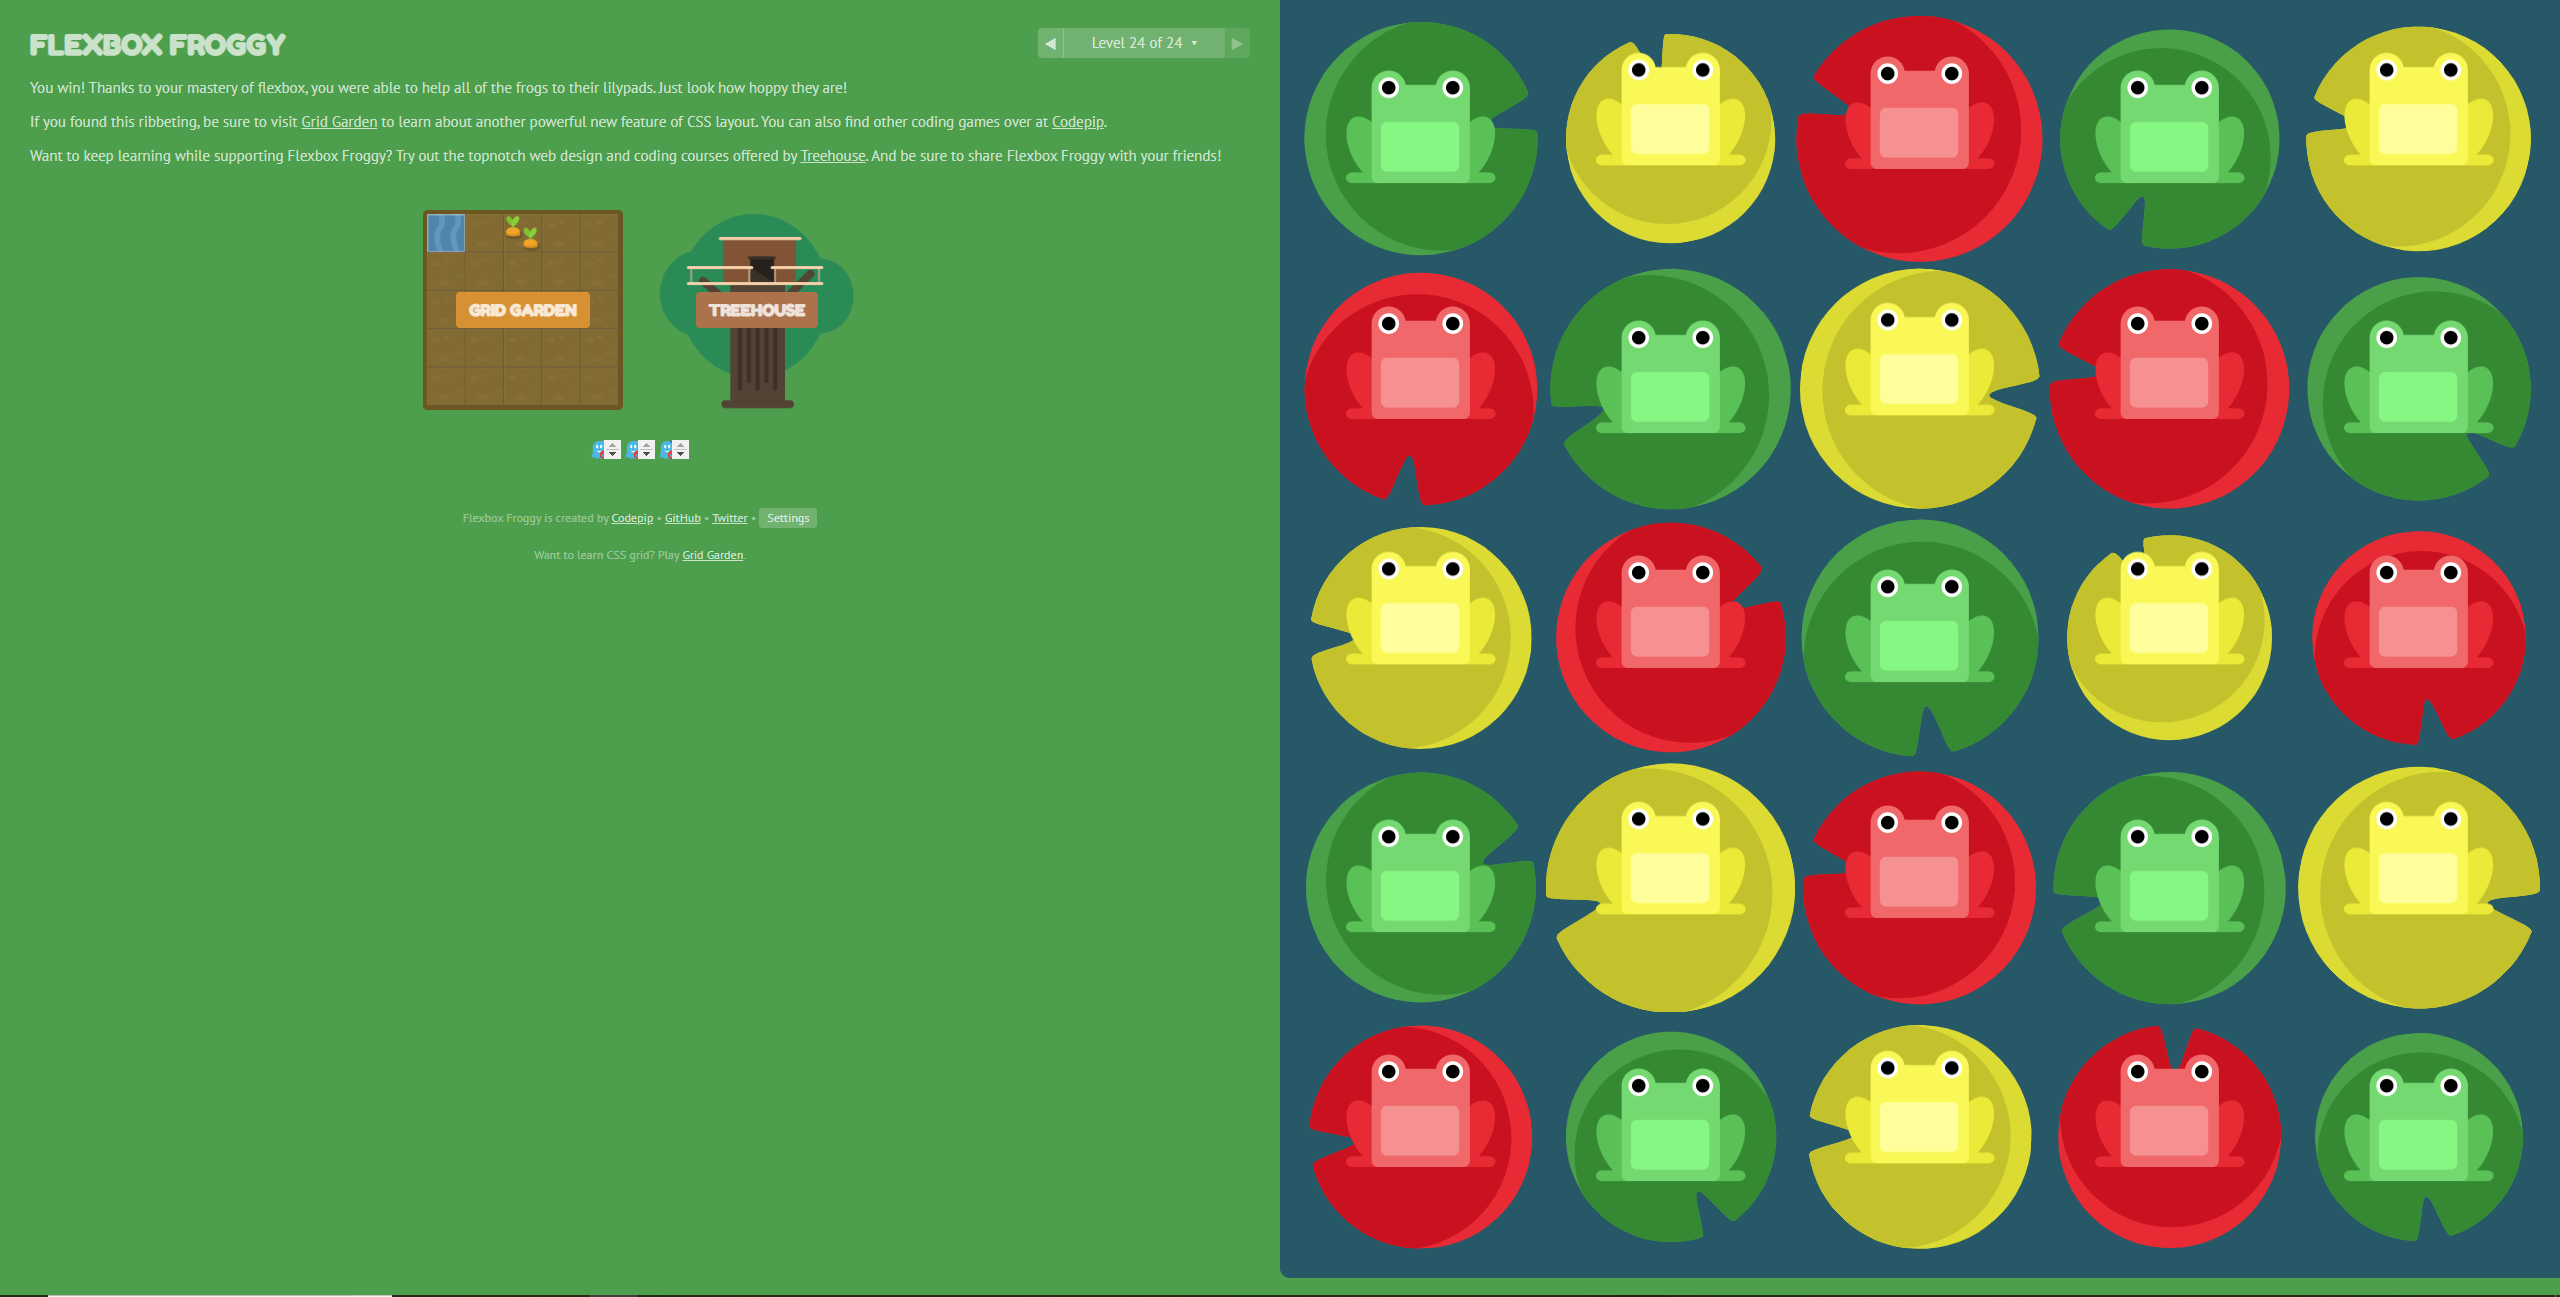 FLEXBOX FROGGY
Level 24 of 24
You win! Thanks to your mastery of flexbox, you were able to help all of the frogs to their lilypads. Just look how hoppy they are!
If you found this ribbeting, be sure to visit Grid Garden to learn about another powerful new feature of CSS layout. You can also find other coding games over at Codepip.
Want to keep learning while supporting Flexbox Froggy? Try out the topnotch web design and coding courses offered by Treehouse. And be sure to share Flexbox Froggy with your friends!
GRID GARDEN
TREEHOUSE
Flexbox Froggy is created by Codepip • GitHub • Twitter • Settings
Want to learn CSS grid? Play Grid Garden.